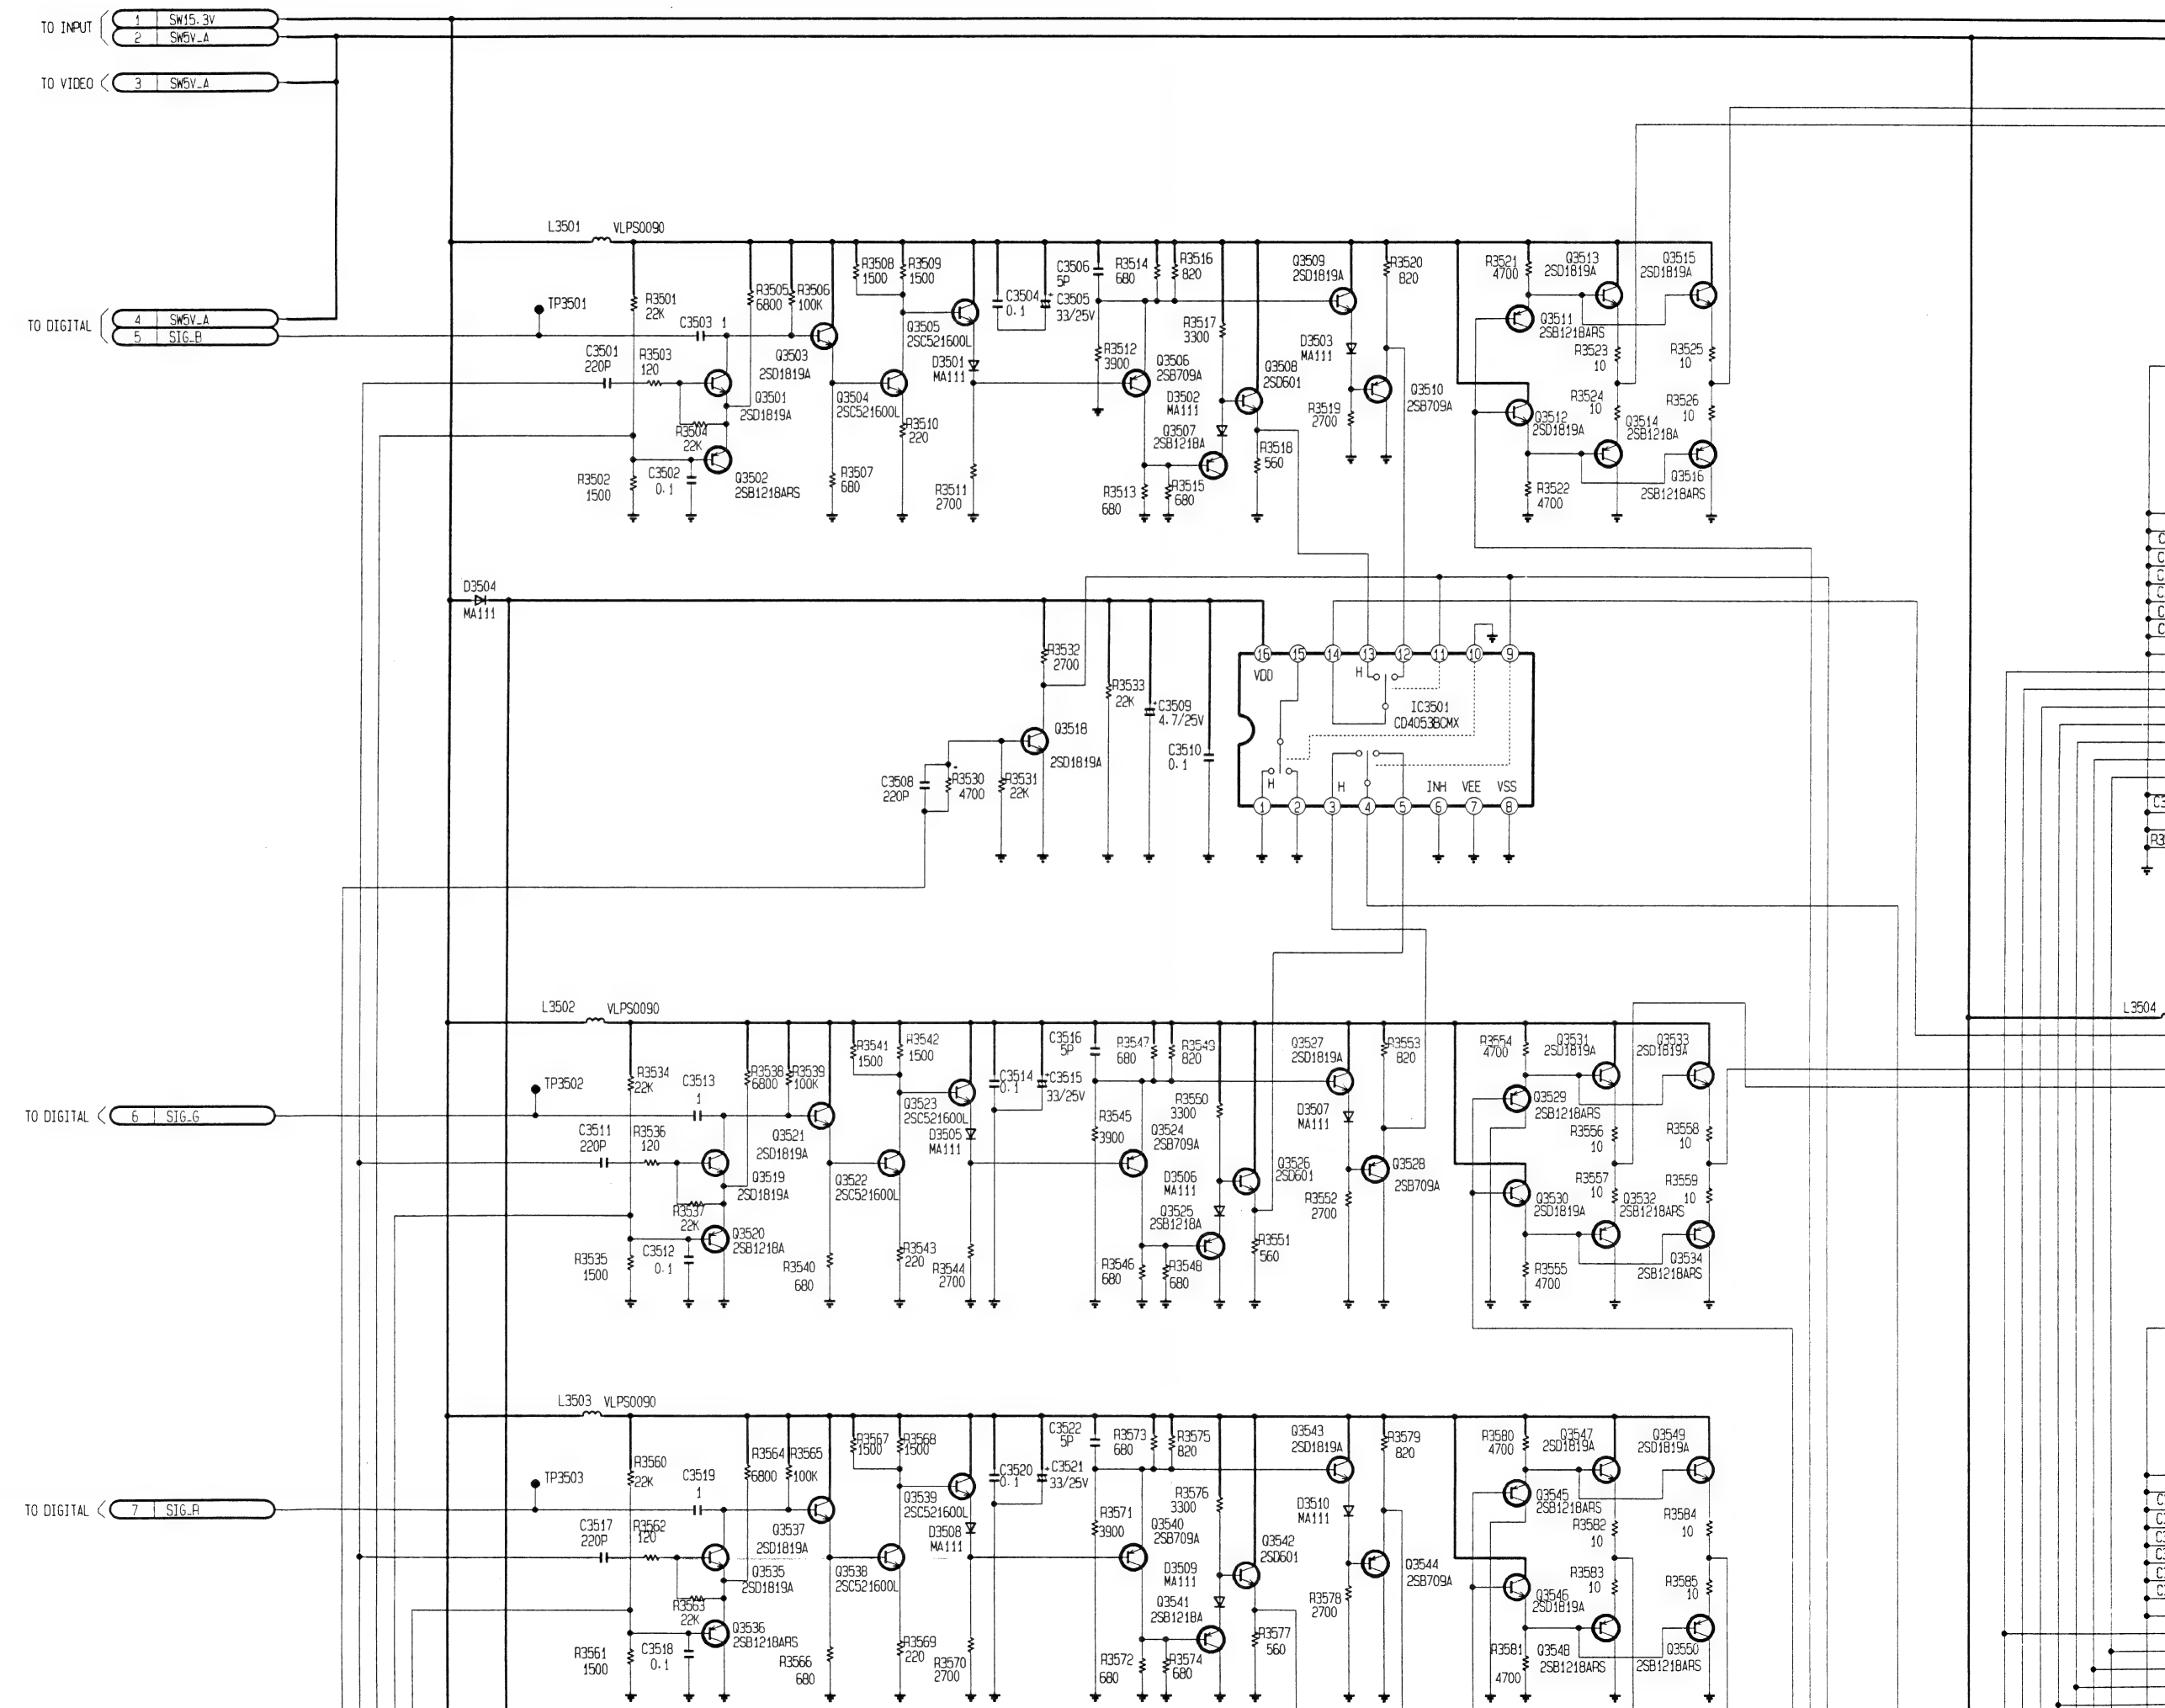 TO INPUT
1 SW15.3V
2 SW5V_A
TO VIDEO
3 SW5V_A
L3501 VLPS0090
TO DIGITAL
4 SW5V_A
5 SIG_B
TP3501
R3501
22K
C3503 1
R3505
6800
R3506
100K
R3508
1500
R3509
1500
C3504
0.1
C3505
33/25V
C3506
5P
R3514
680
R3516
820
Q3509
2SD1819A
R3520
820
R3521
4700
Q3513
2SD1819A
Q3515
2SD1819A
C3501
220P
R3503
120
Q3503
2SD1819A
Q3505
2SC521600L
D3501
MA111
R3512
3900
Q3506
2SB709A
R3517
3300
Q3508
2SD601
D3503
MA111
Q3511
2SB1218ARS
R3523
10
R3525
10
Q3501
2SD1819A
Q3504
2SC521600L
R3510
220
D3502
MA111
Q3507
2SB1218A
R3519
2700
Q3510
2SB709A
Q3512
2SD1819A
R3524
10
R3526
10
Q3514
2SB1218A
R3504
22K
R3502
1500
C3502
0.1
Q3502
2SB1218ARS
R3507
680
R3511
2700
R3513
680
R3515
680
R3518
560
R3522
4700
Q3516
2SB1218ARS
D3504
MA111
R3532
2700
R3533
22K
C3509
4.7/25V
C3510
0.1
Q3518
2SD1819A
C3508
220P
R3530
4700
R3531
22K
16 15 14 13 12 11 10 9
VDD
H
IC3501
CD4053BCMX
H
H
INH VEE VSS
1 2 3 4 5 6 7 8
L3502 VLPS0090
L3504
TO DIGITAL
6 SIG_G
TP3502
R3534
22K
C3513
1
R3538
6800
R3539
100K
R3541
1500
R3542
1500
C3514
0.1
C3515
33/25V
C3516
5P
R3547
680
R3549
820
Q3527
2SD1819A
R3553
820
R3554
4700
Q3531
2SD1819A
Q3533
2SD1819A
C3511
220P
R3536
120
Q3521
2SD1819A
Q3523
2SC521600L
D3505
MA111
R3545
3900
Q3524
2SB709A
R3550
3300
D3507
MA111
Q3529
2SB1218ARS
R3556
10
R3558
10
Q3519
2SD1819A
Q3522
2SC521600L
D3506
MA111
Q3526
2SD601
Q3525
2SB1218A
R3552
2700
Q3528
2SB709A
Q3530
2SD1819A
R3557
10
R3559
10
Q3532
2SB1218ARS
R3537
22K
R3535
1500
C3512
0.1
Q3520
2SB1218A
R3540
680
R3543
220
R3544
2700
R3546
680
R3548
680
R3551
560
R3555
4700
Q3534
2SB1218ARS
L3503 VLPS0090
TO DIGITAL
7 SIG_R
TP3503
R3560
22K
C3519
1
R3564
6800
R3565
100K
R3567
1500
R3568
1500
C3520
0.1
C3521
33/25V
C3522
5P
R3573
680
R3575
820
Q3543
2SD1819A
R3579
820
R3580
4700
Q3547
2SD1819A
Q3549
2SD1819A
C3517
220P
R3562
120
Q3537
2SD1819A
Q3539
2SC521600L
D3508
MA111
R3571
3900
Q3540
2SB709A
R3576
3300
D3510
MA111
Q3545
2SB1218ARS
R3582
10
R3584
10
Q3535
2SD1819A
Q3538
2SC521600L
D3509
MA111
Q3542
2SD601
Q3541
2SB1218A
R3578
2700
Q3544
2SB709A
Q3546
2SD1819A
R3583
10
R3585
10
R3563
22K
R3561
1500
C3518
0.1
Q3536
2SB1218ARS
R3566
680
R3569
220
R3570
2700
R3572
680
R3574
680
R3577
560
R3581
4700
Q3548
2SB1218ARS
Q3550
2SB1218ARS